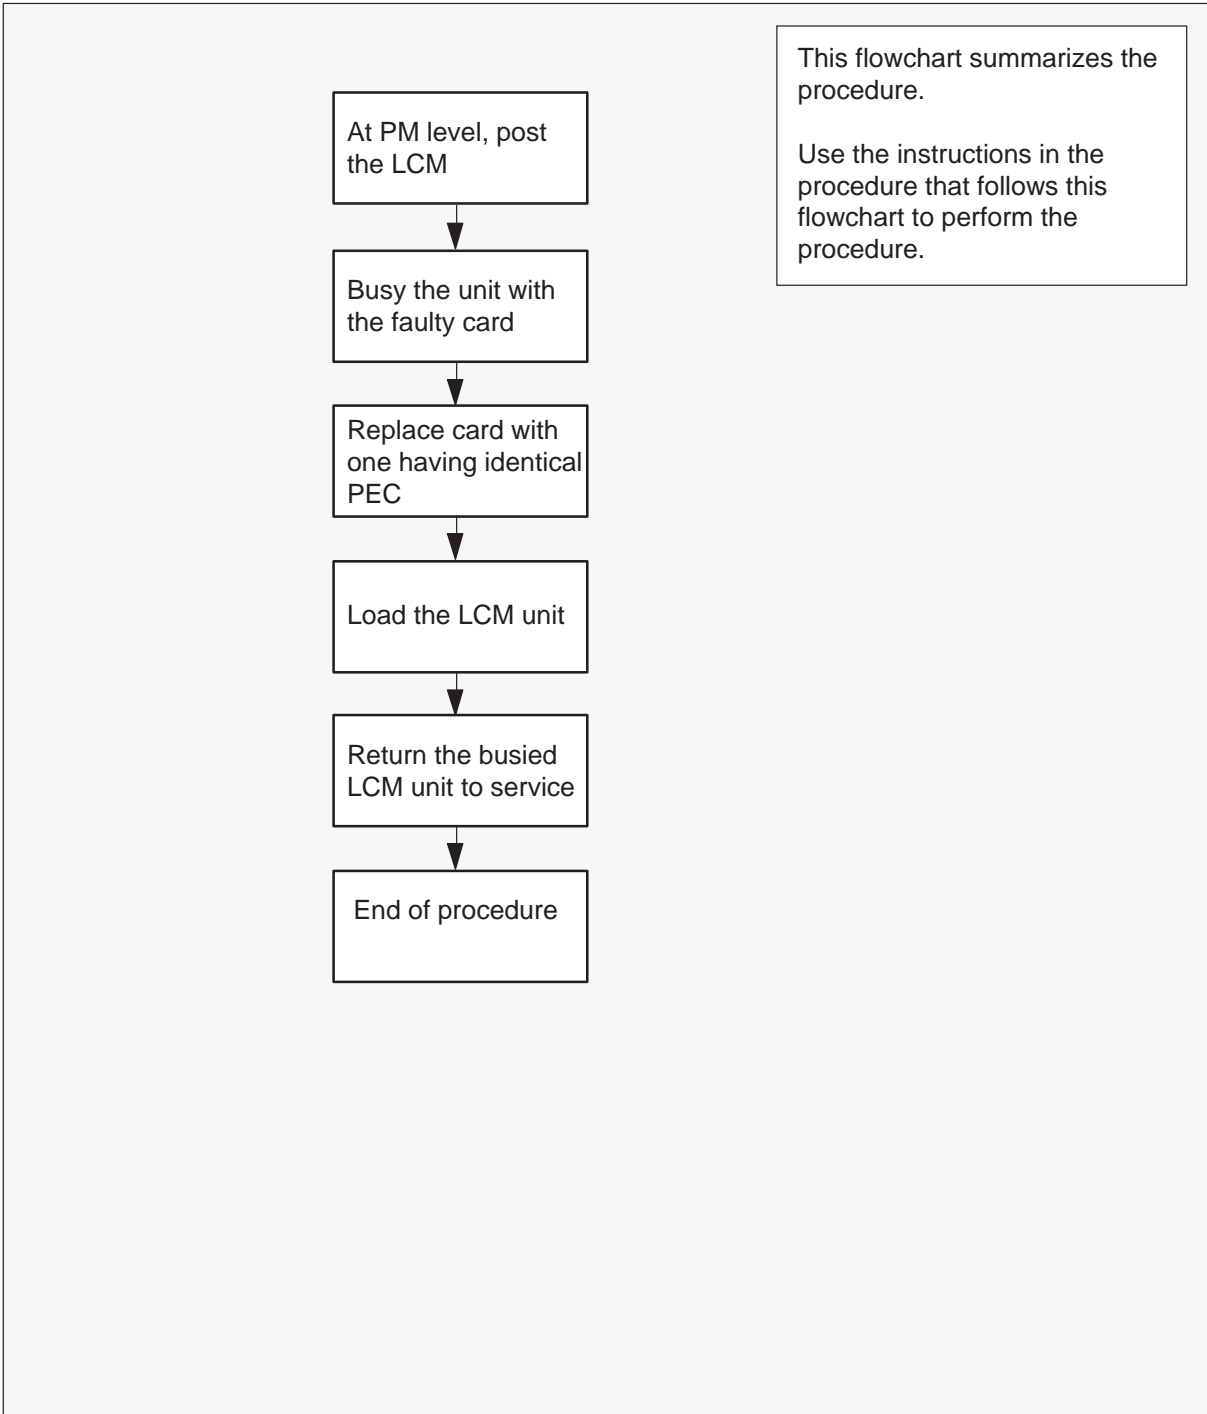 This flowchart summarizes the
procedure.
Use the instructions in the
procedure that follows this
flowchart to perform the
procedure.
At PM level, post
the LCM
Busy the unit with
the faulty card
Replace card with
one having identical
PEC
Load the LCM unit
Return the busied
LCM unit to service
End of procedure